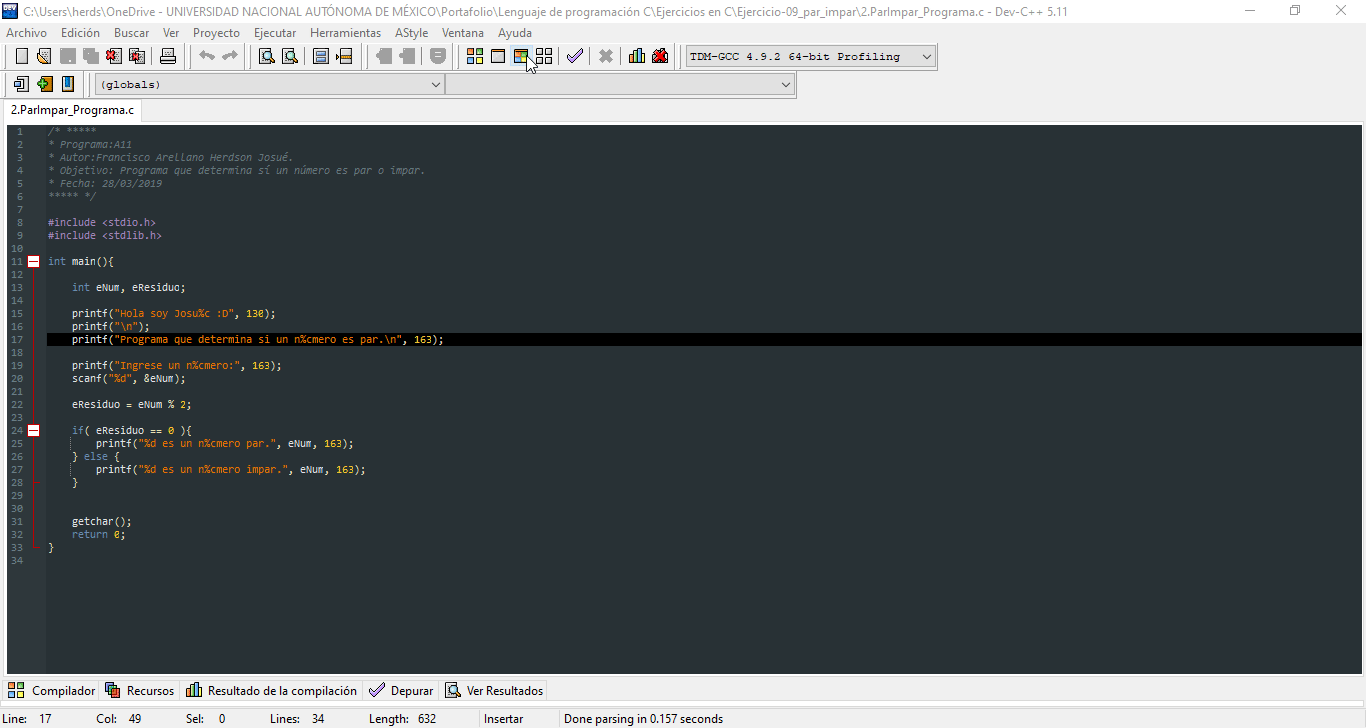 C:\Users\herds\OneDrive - UNIVERSIDAD NACIONAL AUTÓNOMA DE MÉXICO\Portafolio\Lenguaje de programación C\Ejercicios en C\Ejercicio-09_par_impar\2.ParImpar_Programa.c - Dev-C++ 5.11
Archivo Edición Buscar Ver Proyecto Ejecutar Herramientas AStyle Ventana Ayuda
TDM-GCC 4.9.2 64-bit Profiling
(globals)
2.ParImpar_Programa.c
1 /* *****
2 * Programa:A11
3 * Autor:Francisco Arellano Herdson Josué.
4 * Objetivo: Programa que determina sí un número es par o impar.
5 * Fecha: 28/03/2019
6 ***** */
7
8 #include <stdio.h>
9 #include <stdlib.h>
10
11 int main(){
12
13 int eNum, eResiduo;
14
15 printf("Hola soy Josu%c :D", 130);
16 printf("\n");
17 printf("Programa que determina si un n%cmero es par.\n", 163);
18
19 printf("Ingrese un n%cmero:", 163);
20 scanf("%d", &eNum);
21
22 eResiduo = eNum % 2;
23
24 if( eResiduo == 0 ){
25 printf("%d es un n%cmero par.", eNum, 163);
26 } else {
27 printf("%d es un n%cmero impar.", eNum, 163);
28 }
29
30
31 getchar();
32 return 0;
33 }
34
Compilador Recursos Resultado de la compilación Depurar Ver Resultados
Line: 17 Col: 49 Sel: 0 Lines: 34 Length: 632 Insertar Done parsing in 0.157 seconds